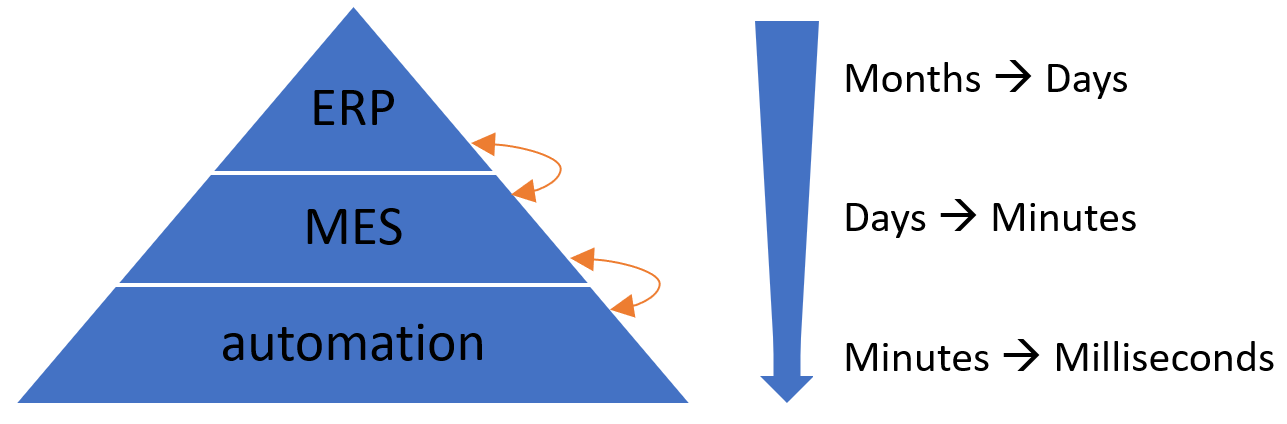 ERP
MES
automation
Months → Days
Days → Minutes
Minutes → Milliseconds